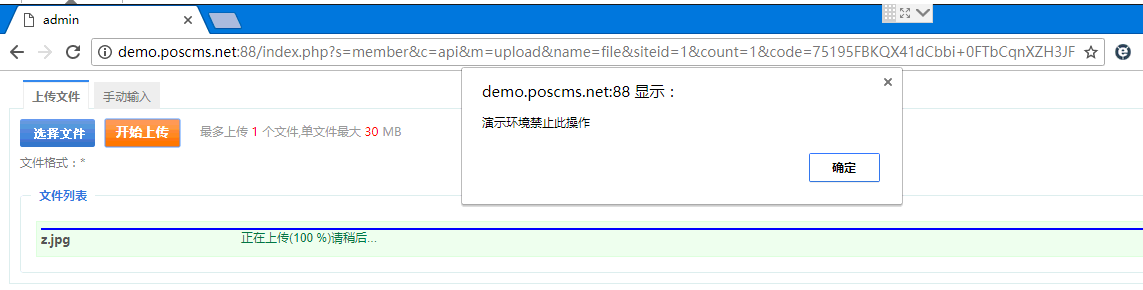 admin
demo.poscms.net:88/index.php?s=member&c=api&m=upload&name=file&siteid=1&count=1&code=75195FBKQX41dCbbi+0FTbCqnXZH3JF
上传文件 手动输入
demo.poscms.net:88 显示：
演示环境禁止此操作
确定
选择文件 开始上传 最多上传 1 个文件,单文件最大 30 MB
文件格式：*
文件列表
z.jpg 正在上传(100 %)请稍后...